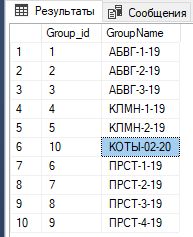 Результаты Сообщения
Group_id GroupName
1 1 АБВГ-1-19
2 2 АБВГ-2-19
3 3 АБВГ-3-19
4 4 КЛМН-1-19
5 5 КЛМН-2-19
6 10 КОТЫ-02-20
7 6 ПРСТ-1-19
8 7 ПРСТ-2-19
9 8 ПРСТ-3-19
10 9 ПРСТ-4-19